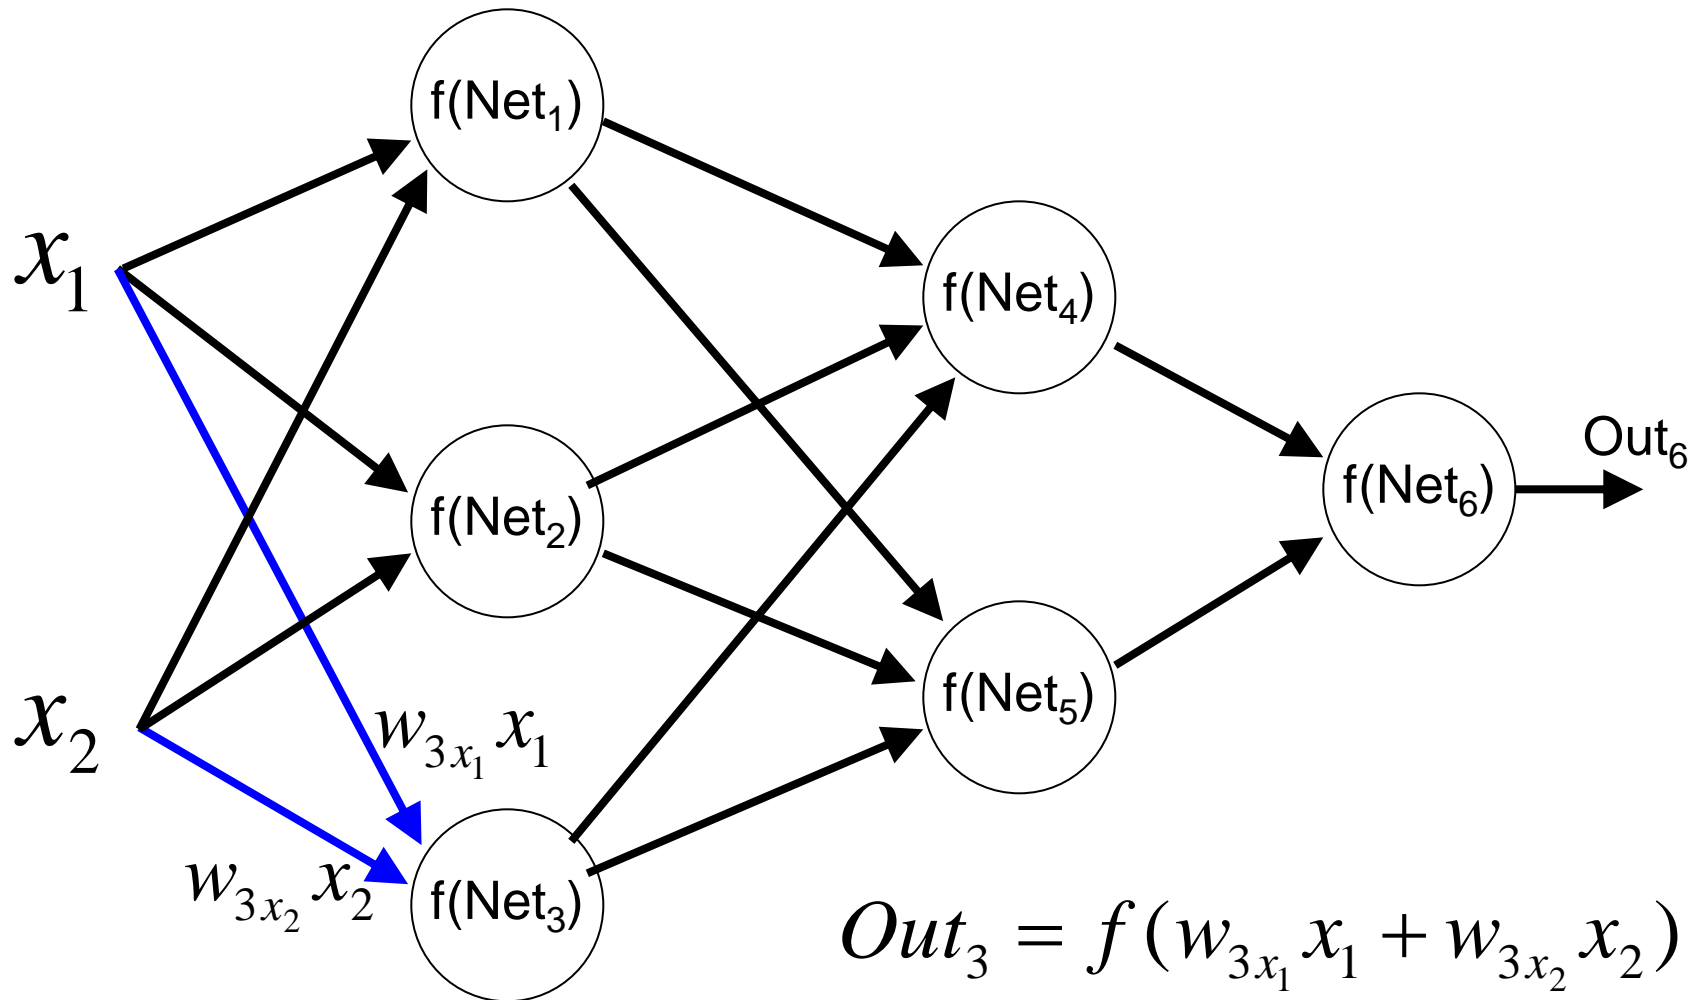 f(Net₁)
x₁
f(Net₄)
Out₆
f(Net₆)
f(Net₂)
x₂
w₃ₓ₁ x₁
f(Net₅)
w₃ₓ₂ x₂
f(Net₃)
Out₃ = f(w₃ₓ₁ x₁ + w₃ₓ₂ x₂)